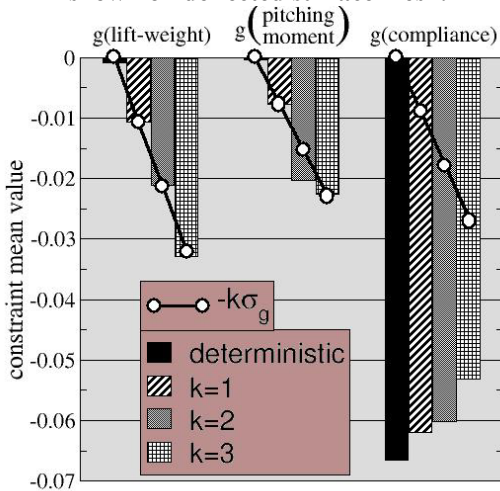 g(lift-weight)
g(pitching moment)
g(compliance)
constraint mean value
0
-0.01
-0.02
-0.03
-0.04
-0.05
-0.06
-0.07
-kσg
deterministic
k=1
k=2
k=3